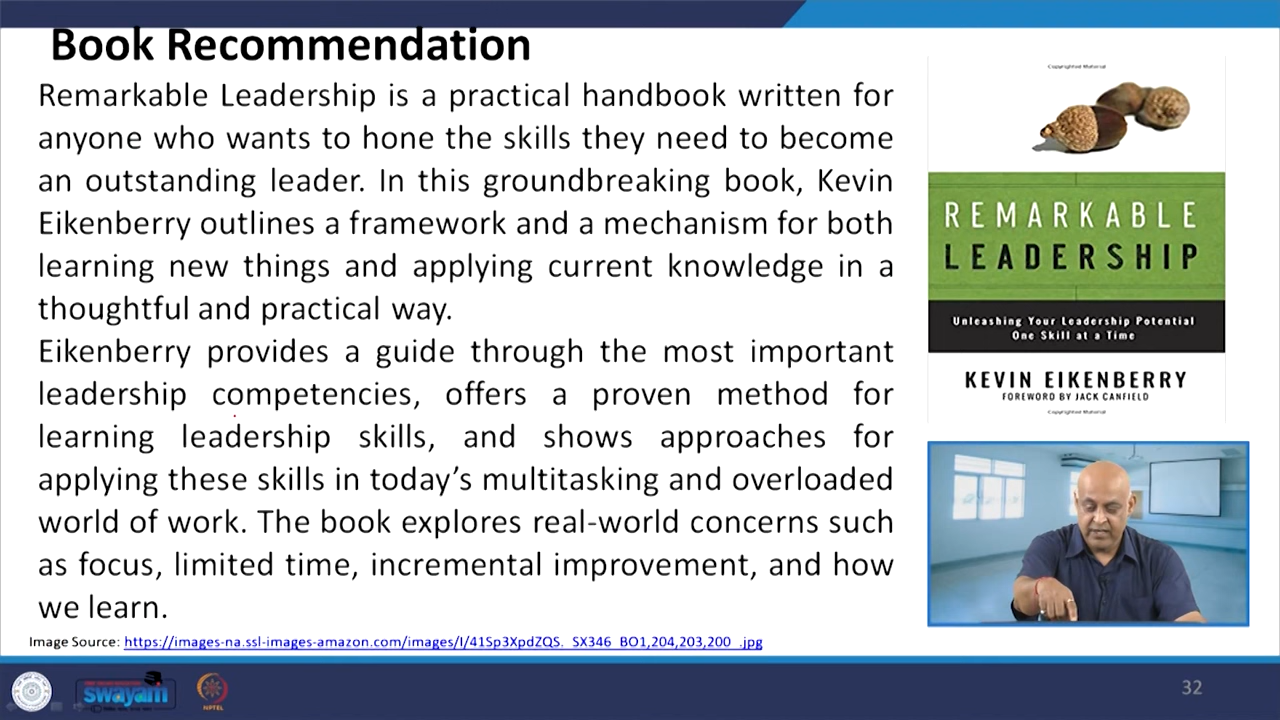 Book Recommendation
Remarkable Leadership is a practical handbook written for
anyone who wants to hone the skills they need to become
an outstanding leader. In this groundbreaking book, Kevin
Eikenberry outlines a framework and a mechanism for both
learning new things and applying current knowledge in a
thoughtful and practical way.
Eikenberry provides a guide through the most important
leadership competencies, offers a proven method for
learning leadership skills, and shows approaches for
applying these skills in today’s multitasking and overloaded
world of work. The book explores real-world concerns such
as focus, limited time, incremental improvement, and how
we learn.
Image Source: https://images-na.ssl-images-amazon.com/images/I/41Sp3XpdZQS._SX346_BO1,204,203,200_.jpg
Copyrighted Material
REMARKABLE
LEADERSHIP
Unleashing Your Leadership Potential
One Skill at a Time
KEVIN EIKENBERRY
FOREWORD BY JACK CANFIELD
Copyrighted Material
swayam
NPTEL
32